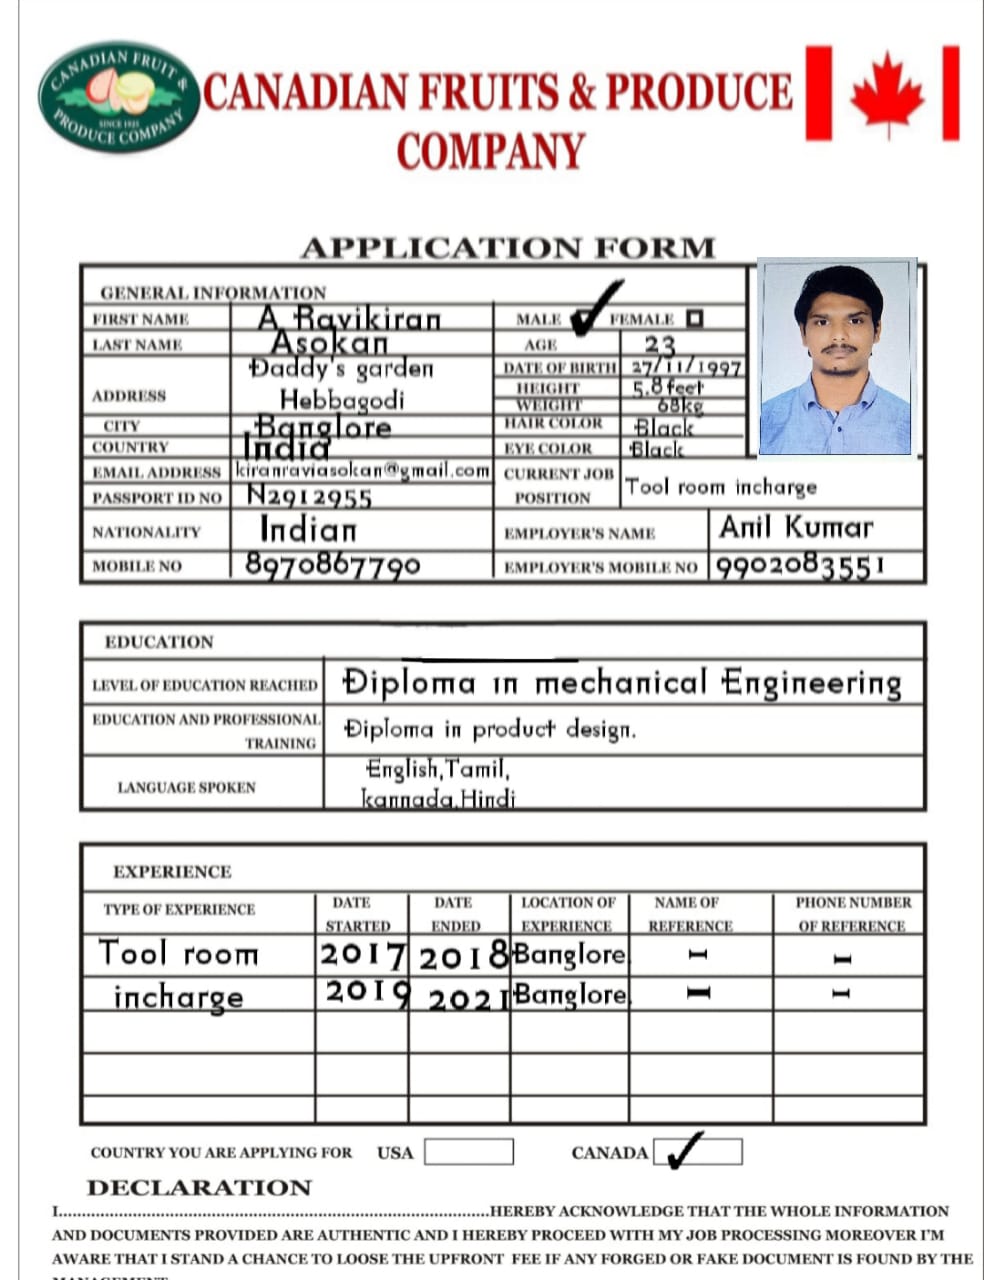 CANADIAN FRUIT &
PRODUCE COMPANY
SINCE 1925
CANADIAN FRUITS & PRODUCE
COMPANY
APPLICATION FORM
GENERAL INFORMATION
FIRST NAME A Ravikiran MALE FEMALE
LAST NAME Asokan AGE 23
ADDRESS Daddy's garden DATE OF BIRTH 27/11/1997
Hebbagodi HEIGHT 5.8 feet
WEIGHT 68kg
CITY Banglore HAIR COLOR Black
COUNTRY India EYE COLOR Black
EMAIL ADDRESS kiranraviasokan@gmail.com CURRENT JOB
POSITION Tool room incharge
PASSPORT ID NO N2912955
NATIONALITY Indian EMPLOYER'S NAME Anil Kumar
MOBILE NO 8970867790 EMPLOYER'S MOBILE NO 9902083551
EDUCATION
LEVEL OF EDUCATION REACHED Diploma in mechanical Engineering
EDUCATION AND PROFESSIONAL
TRAINING Diploma in product design.
LANGUAGE SPOKEN English,Tamil,
kannada,Hindi
EXPERIENCE
TYPE OF EXPERIENCE DATE STARTED DATE ENDED LOCATION OF EXPERIENCE NAME OF REFERENCE PHONE NUMBER OF REFERENCE
Tool room 2017 2018 Banglore - -
incharge 2019 2021 Banglore - -
COUNTRY YOU ARE APPLYING FOR USA CANADA
DECLARATION
I......................................................................................HEREBY ACKNOWLEDGE THAT THE WHOLE INFORMATION
AND DOCUMENTS PROVIDED ARE AUTHENTIC AND I HEREBY PROCEED WITH MY JOB PROCESSING MOREOVER I'M
AWARE THAT I STAND A CHANCE TO LOOSE THE UPFRONT FEE IF ANY FORGED OR FAKE DOCUMENT IS FOUND BY THE